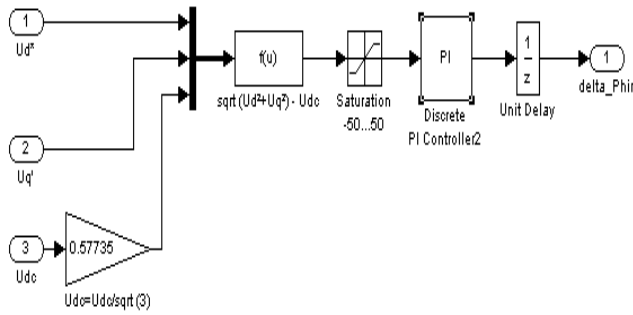 1
Ud*
2
Uq'
3
Udc
0.57735
Udc=Udc/sqrt(3)
f(u)
sqrt(Ud²+Uq²) - Udc
Saturation
-50...50
PI
Discrete
PI Controller2
1
z
Unit Delay
1